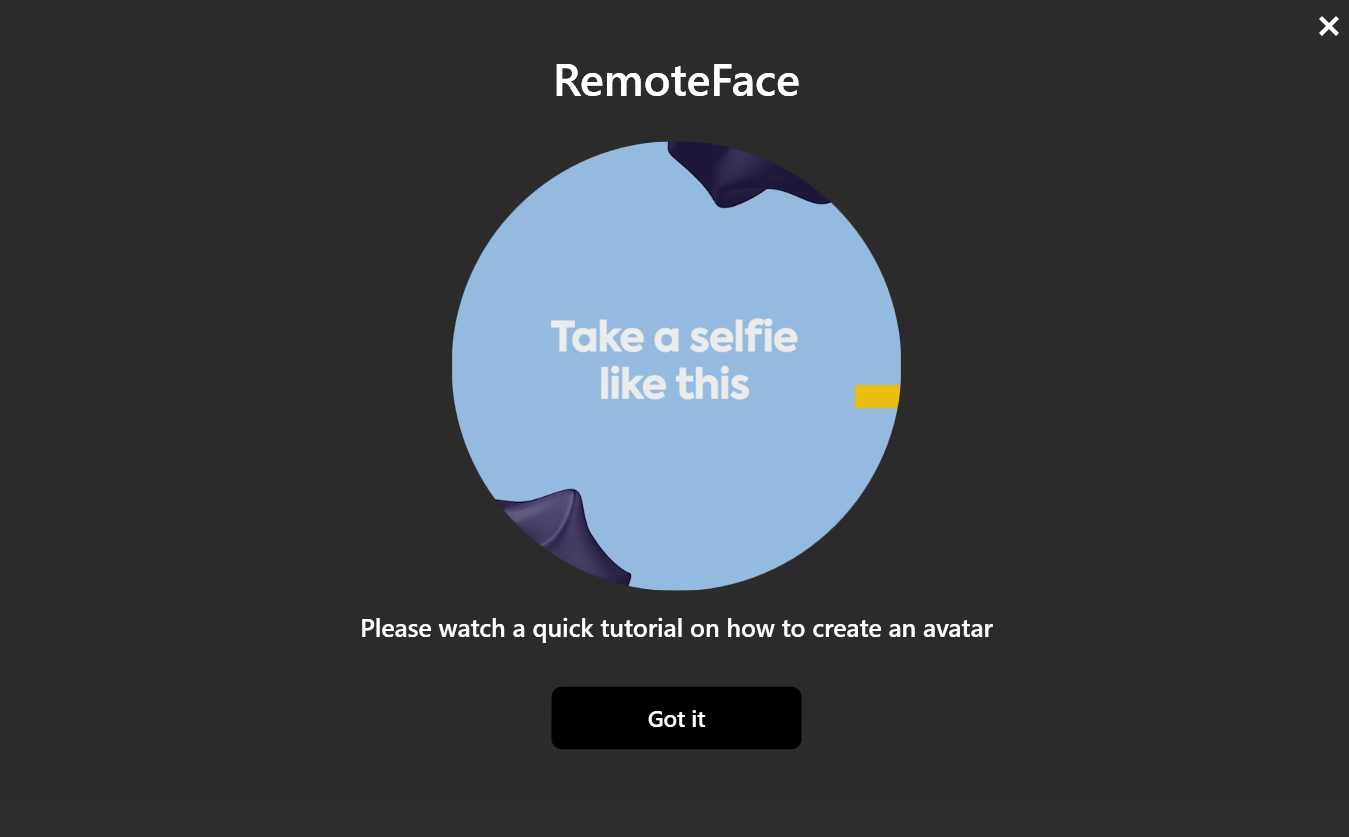 RemoteFace
Take a selfie
like this
Please watch a quick tutorial on how to create an avatar
Got it